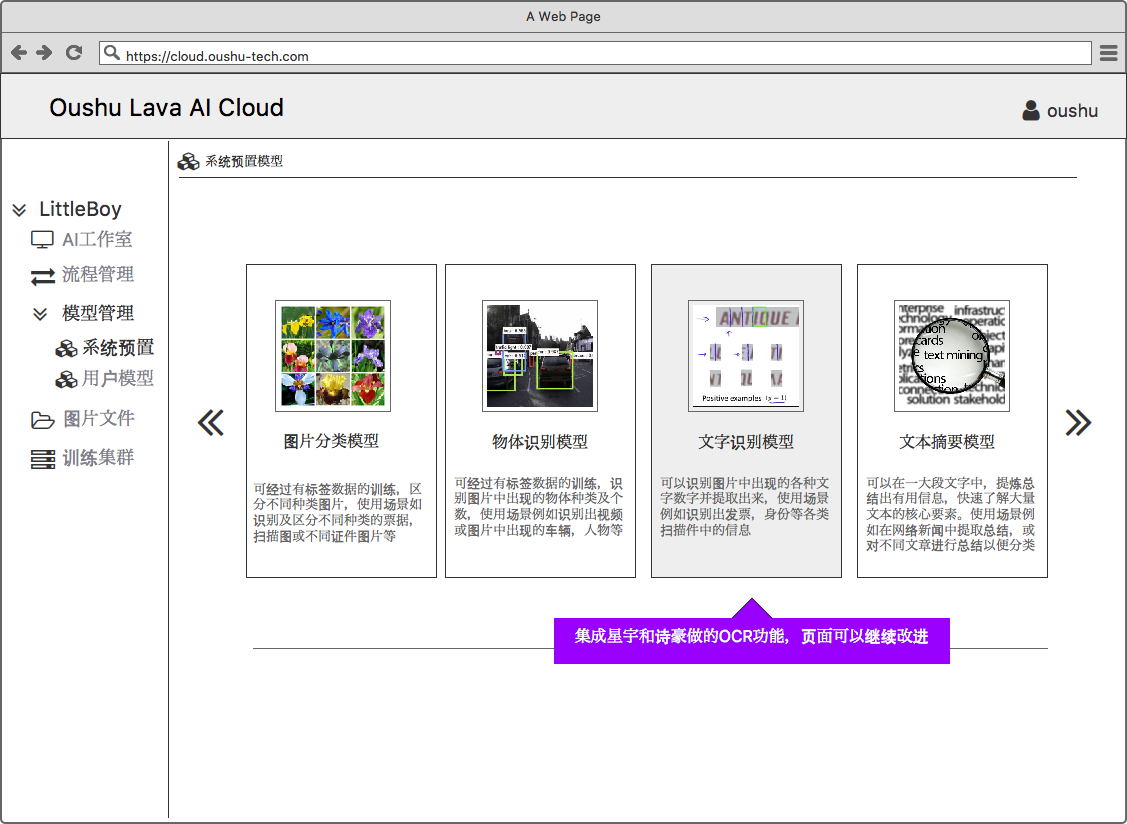 A Web Page
https://cloud.oushu-tech.com
Oushu Lava AI Cloud
oushu
系统预置模型
LittleBoy
AI工作室
流程管理
模型管理
系统预置
用户模型
图片文件
训练集群
图片分类模型
可经过有标签数据的训练，区
分不同种类图片，使用场景如
识别及区分不同种类的票据，
扫描图或不同证件图片等
物体识别模型
可经过有标签数据的训练，识
别图片中出现的物体种类及个
数，使用场景例如识别出视频
或图片中出现的车辆，人物等
ANTIQUE
Positive examples (y = 1)
文字识别模型
可以识别图片中出现的各种文
字数字并提取出来，使用场景
例如识别出发票，身份等各类
扫描件中的信息
enterprise infrastruc
technology operatic
object
cards
text mining
connection
solution stakehold
文本摘要模型
可以在一大段文字中，提炼总
结出有用信息，快速了解大量
文本的核心要素。使用场景例
如在网络新闻中提取总结，或
对不同文章进行总结以便分类
集成星字和诗豪做的OCR功能，页面可以继续改进